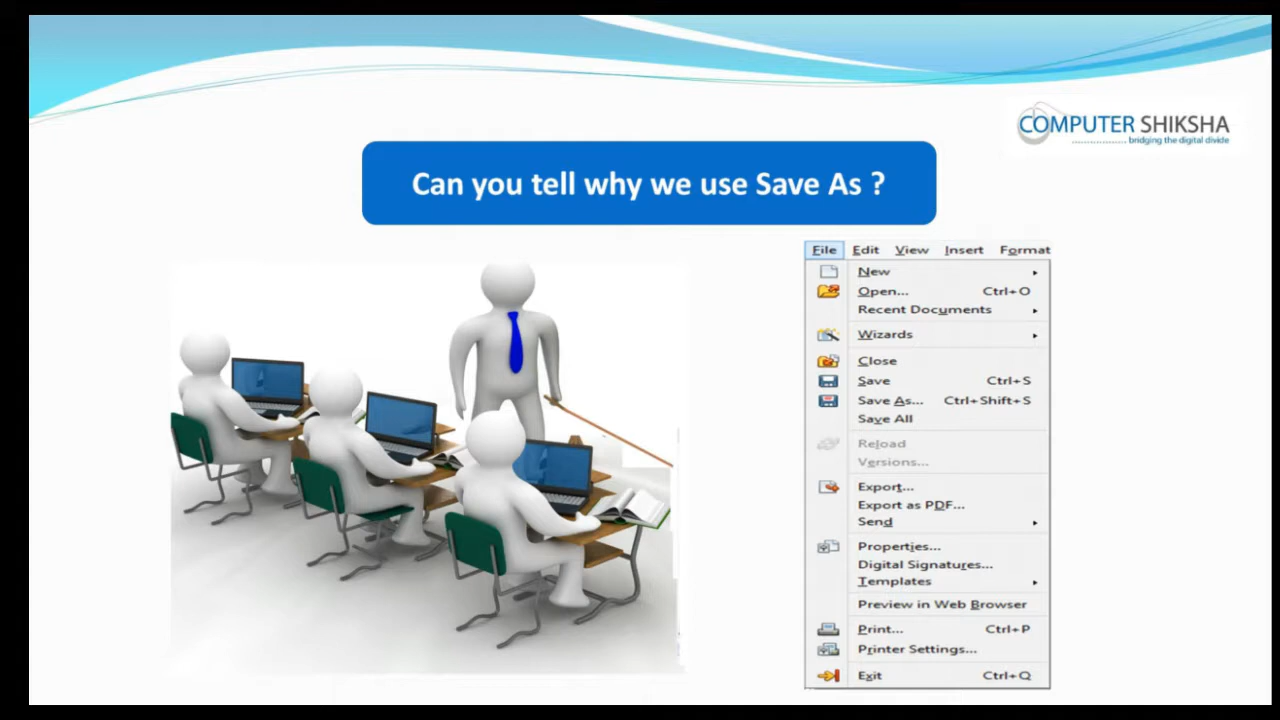 COMPUTER SHIKSHA
bridging the digital divide
Can you tell why we use Save As ?
File Edit View Insert Format
New
Open... Ctrl+O
Recent Documents
Wizards
Close
Save Ctrl+S
Save As... Ctrl+Shift+S
Save All
Reload
Versions...
Export...
Export as PDF...
Send
Properties...
Digital Signatures...
Templates
Preview in Web Browser
Print... Ctrl+P
Printer Settings...
Exit Ctrl+Q